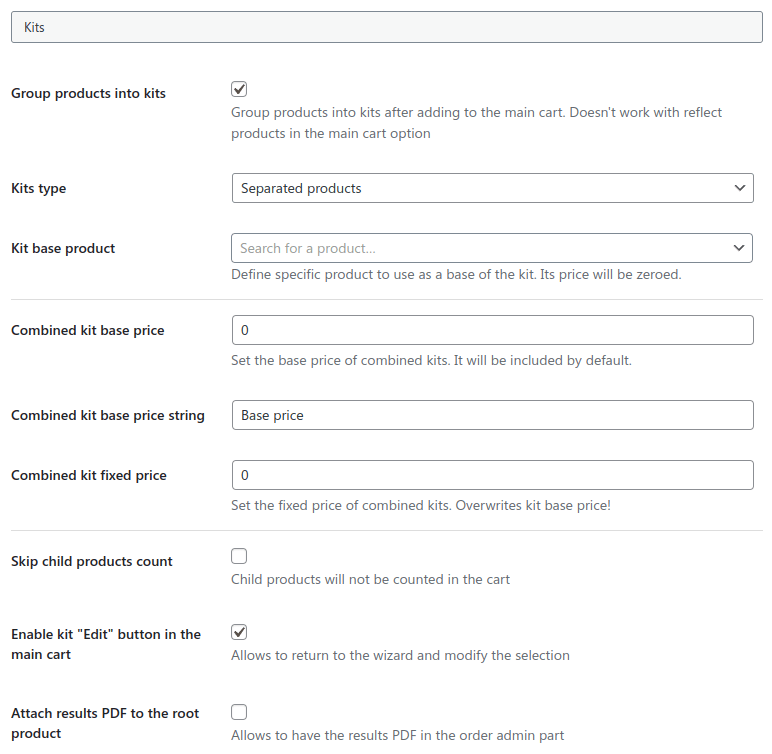 Kits
Group products into kits
Group products into kits after adding to the main cart. Doesn't work with reflect
products in the main cart option
Kits type
Separated products
Kit base product
Search for a product...
Define specific product to use as a base of the kit. Its price will be zeroed.
Combined kit base price
0
Set the base price of combined kits. It will be included by default.
Combined kit base price string
Base price
Combined kit fixed price
0
Set the fixed price of combined kits. Overwrites kit base price!
Skip child products count
Child products will not be counted in the cart
Enable kit "Edit" button in the
main cart
Allows to return to the wizard and modify the selection
Attach results PDF to the root
product
Allows to have the results PDF in the order admin part